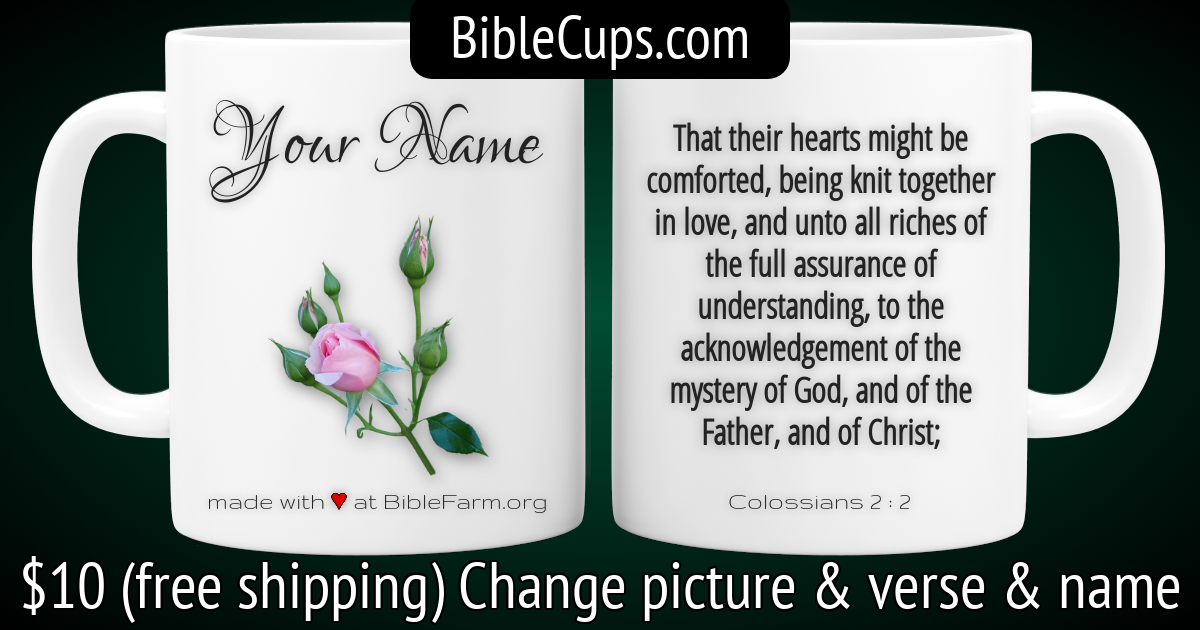 BibleCups.com
Your Name
made with ♥ at BibleFarm.org
That their hearts might be
comforted, being knit together
in love, and unto all riches of
the full assurance of
understanding, to the
acknowledgement of the
mystery of God, and of the
Father, and of Christ;
Colossians 2 : 2
$10 (free shipping) Change picture & verse & name